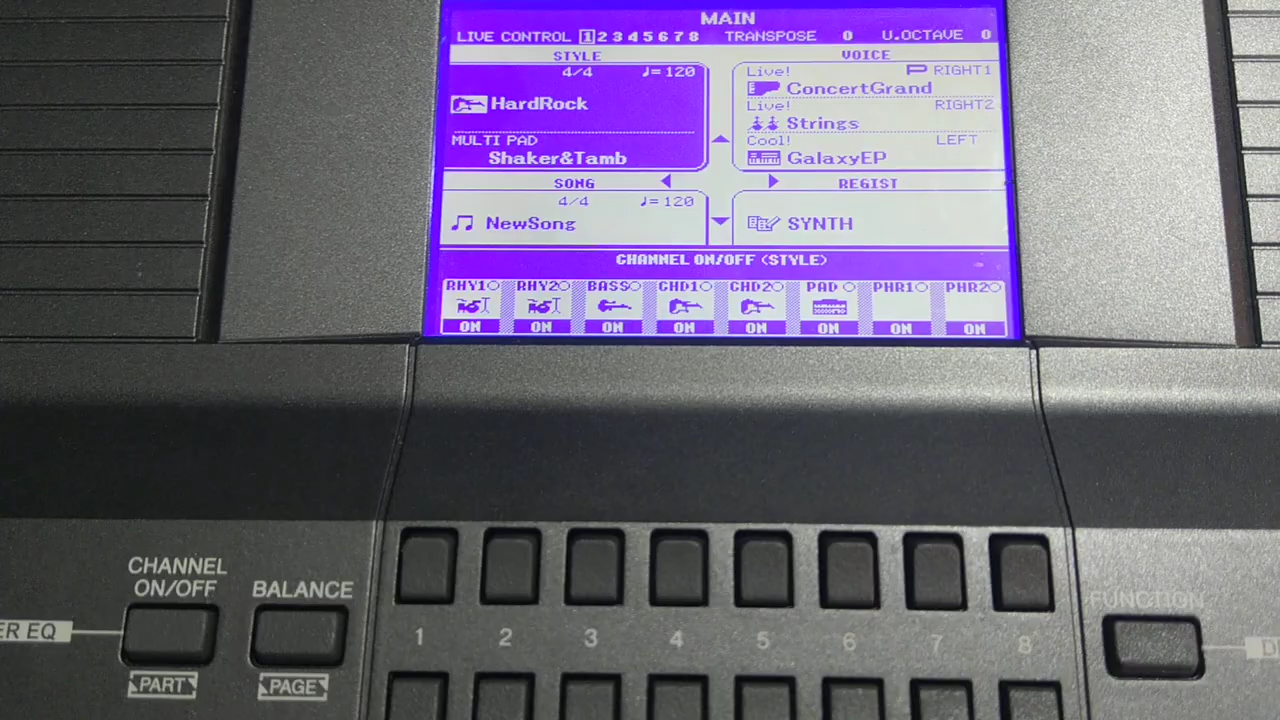 MAIN
LIVE CONTROL 1 2 3 4 5 6 7 8 TRANSPOSE 0 U.OCTAVE 0
STYLE
4/4 ♩=120
HardRock
MULTI PAD
Shaker&Tamb
VOICE
Live! RIGHT1
ConcertGrand
Live! RIGHT2
Strings
Cool! LEFT
GalaxyEP
SONG
4/4 ♩=120
NewSong
REGIST
SYNTH
CHANNEL ON/OFF (STYLE)
RHY1 RHY2 BASS CHD1 CHD2 PAD PHR1 PHR2
ON ON ON ON ON ON ON ON
CHANNEL
ON/OFF
BALANCE
FUNCTION
ER EQ
1 2 3 4 5 6 7 8
PART
PAGE